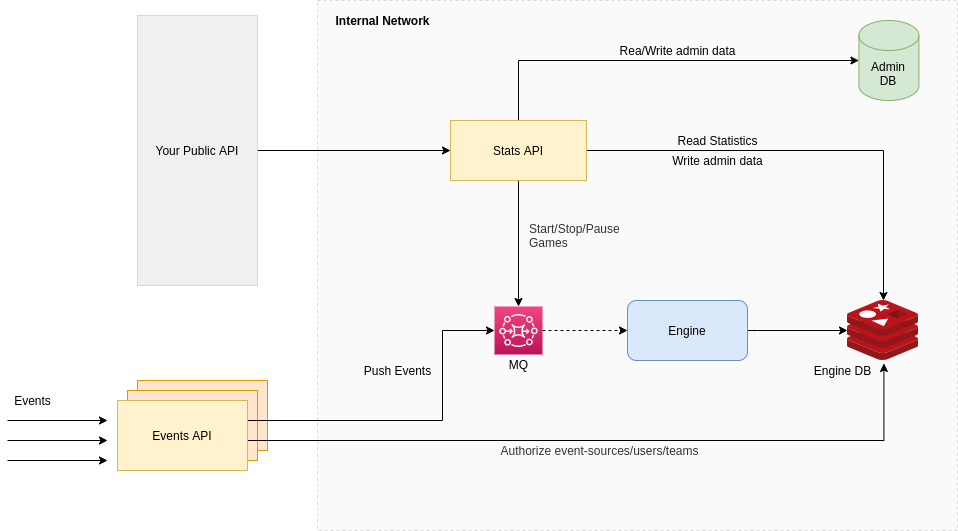 Internal Network
Rea/Write admin data
Admin
DB
Your Public API
Stats API
Read Statistics
Write admin data
Start/Stop/Pause
Games
Engine
MQ
Push Events
Engine DB
Events
Events API
Authorize event-sources/users/teams